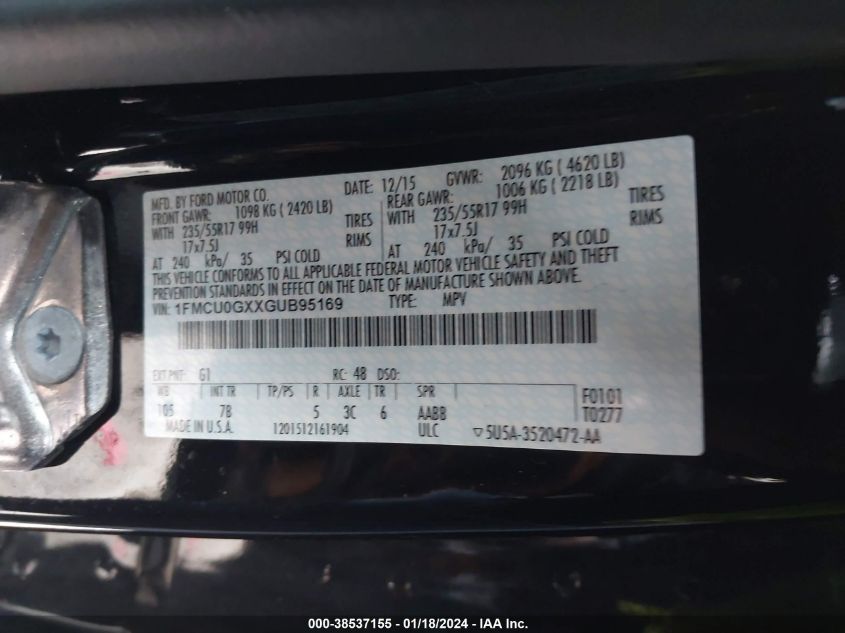 MFD. BY FORD MOTOR CO. DATE: 12/15 GVWR: 2096 KG ( 4620 LB)
FRONT GAWR: 1098 KG ( 2420 LB) REAR GAWR: 1006 KG ( 2218 LB)
WITH 235/55R17 99H TIRES WITH 235/55R17 99H TIRES
17x7.5J RIMS 17x7.5J RIMS
AT 240 kPa/ 35 PSI COLD AT 240 kPa/ 35 PSI COLD
THIS VEHICLE CONFORMS TO ALL APPLICABLE FEDERAL MOTOR VEHICLE SAFETY AND THEFT
PREVENTION STANDARDS IN EFFECT ON THE DATE OF MANUFACTURE SHOWN ABOVE.
VIN: 1FMCU0GXXGUB95169 TYPE: MPV
EXT PNT: G1 RC: 48 DSO:
WB INT TR TP/PS R AXLE TR SPR F0101
105 7B 5 3C 6 AABB T0277
MADE IN U.S.A. 1201512161904 ULC ▽5U5A-3520472-AA
000-38537155 - 01/18/2024 - US-IAAI-Inc.